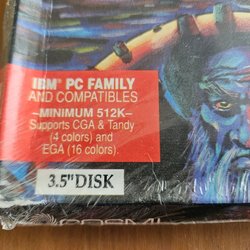 IBM® PC FAMILY
AND COMPATIBLES
–MINIMUM 512K–
Supports CGA & Tandy
(4 colors) and
EGA (16 colors).
3.5" DISK